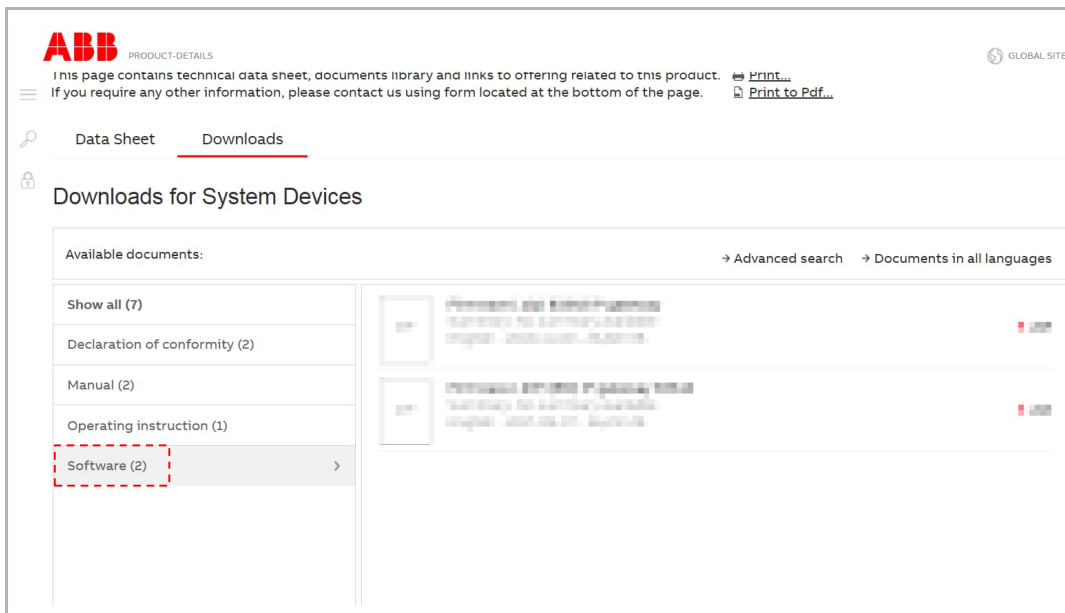 ABB PRODUCT-DETAILS
GLOBAL SITE
This page contains technical data sheet, documents library and links to offering related to this product. Print...
If you require any other information, please contact us using form located at the bottom of the page. Print to Pdf...
Data Sheet Downloads
Downloads for System Devices
Available documents: → Advanced search → Documents in all languages
Show all (7)
Declaration of conformity (2)
Manual (2)
Operating instruction (1)
Software (2)